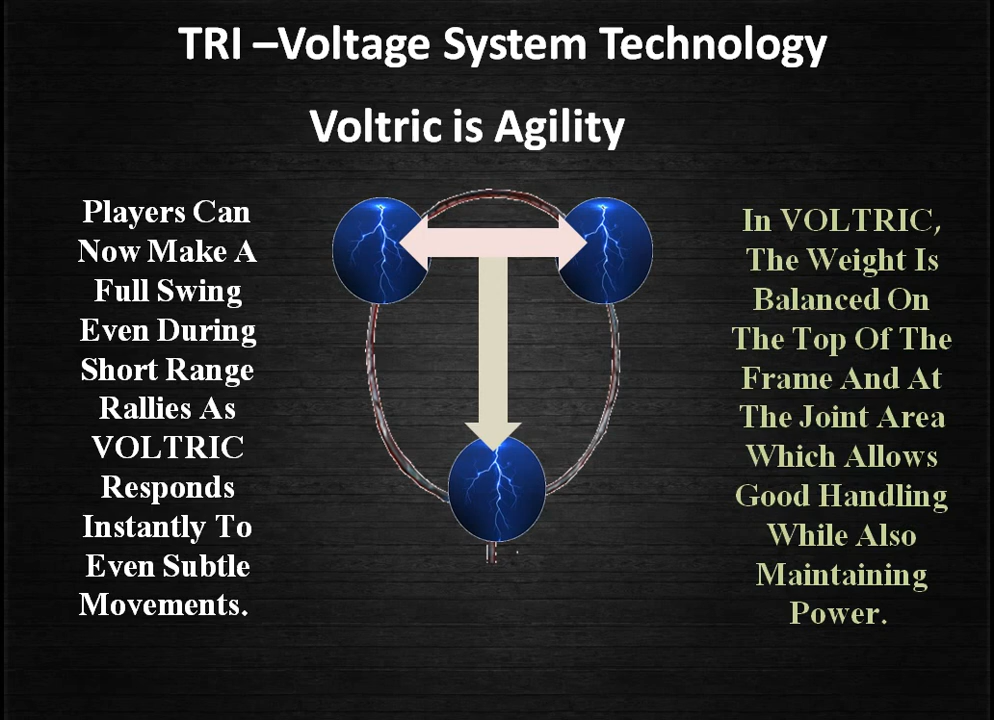 TRI –Voltage System Technology
Voltric is Agility
Players Can
Now Make A
Full Swing
Even During
Short Range
Rallies As
VOLTRIC
Responds
Instantly To
Even Subtle
Movements.
In VOLTRIC,
The Weight Is
Balanced On
The Top Of The
Frame And At
The Joint Area
Which Allows
Good Handling
While Also
Maintaining
Power.